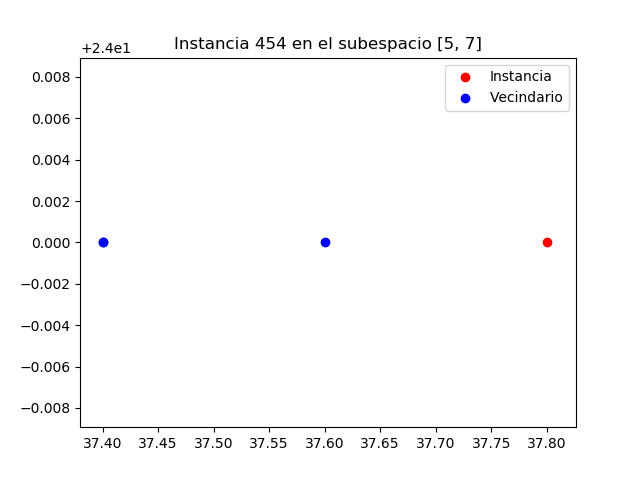 Instancia 454 en el subespacio [5, 7]
+2.4e1
Instancia
Vecindario
0.008
0.006
0.004
0.002
0.000
−0.002
−0.004
−0.006
−0.008
37.40 37.45 37.50 37.55 37.60 37.65 37.70 37.75 37.80